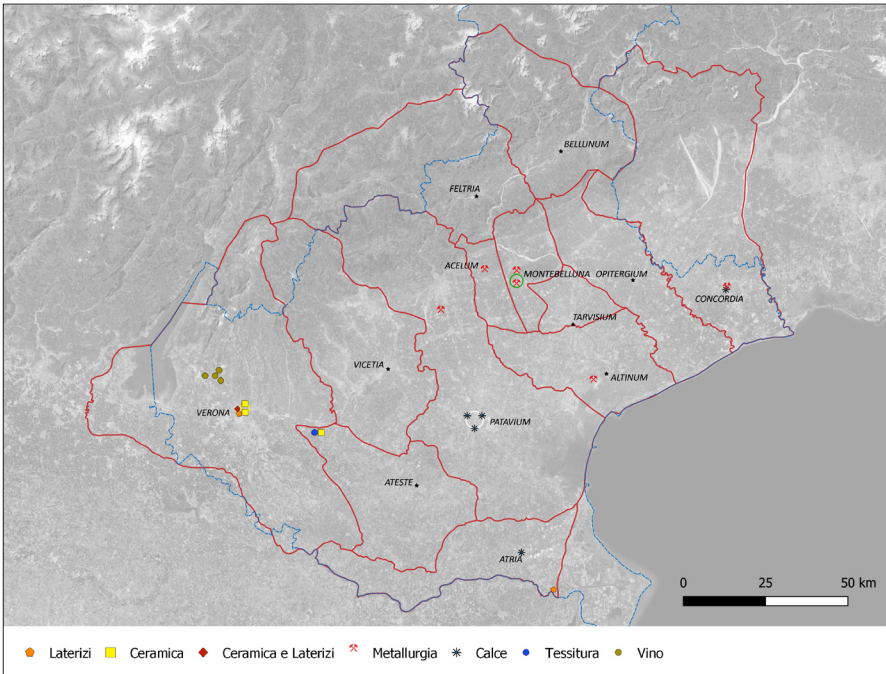 BELLUNUM
FELTRIA
ACELUM
MONTEBELLUNA OPITERGIUM
CONCORDIA
TARVISIUM
VICETIA
ALTINUM
VERONA
PATAVIUM
ATESTE
ATRIA
0 25 50 km
Laterizi Ceramica Ceramica e Laterizi Metallurgia Calce Tessitura Vino